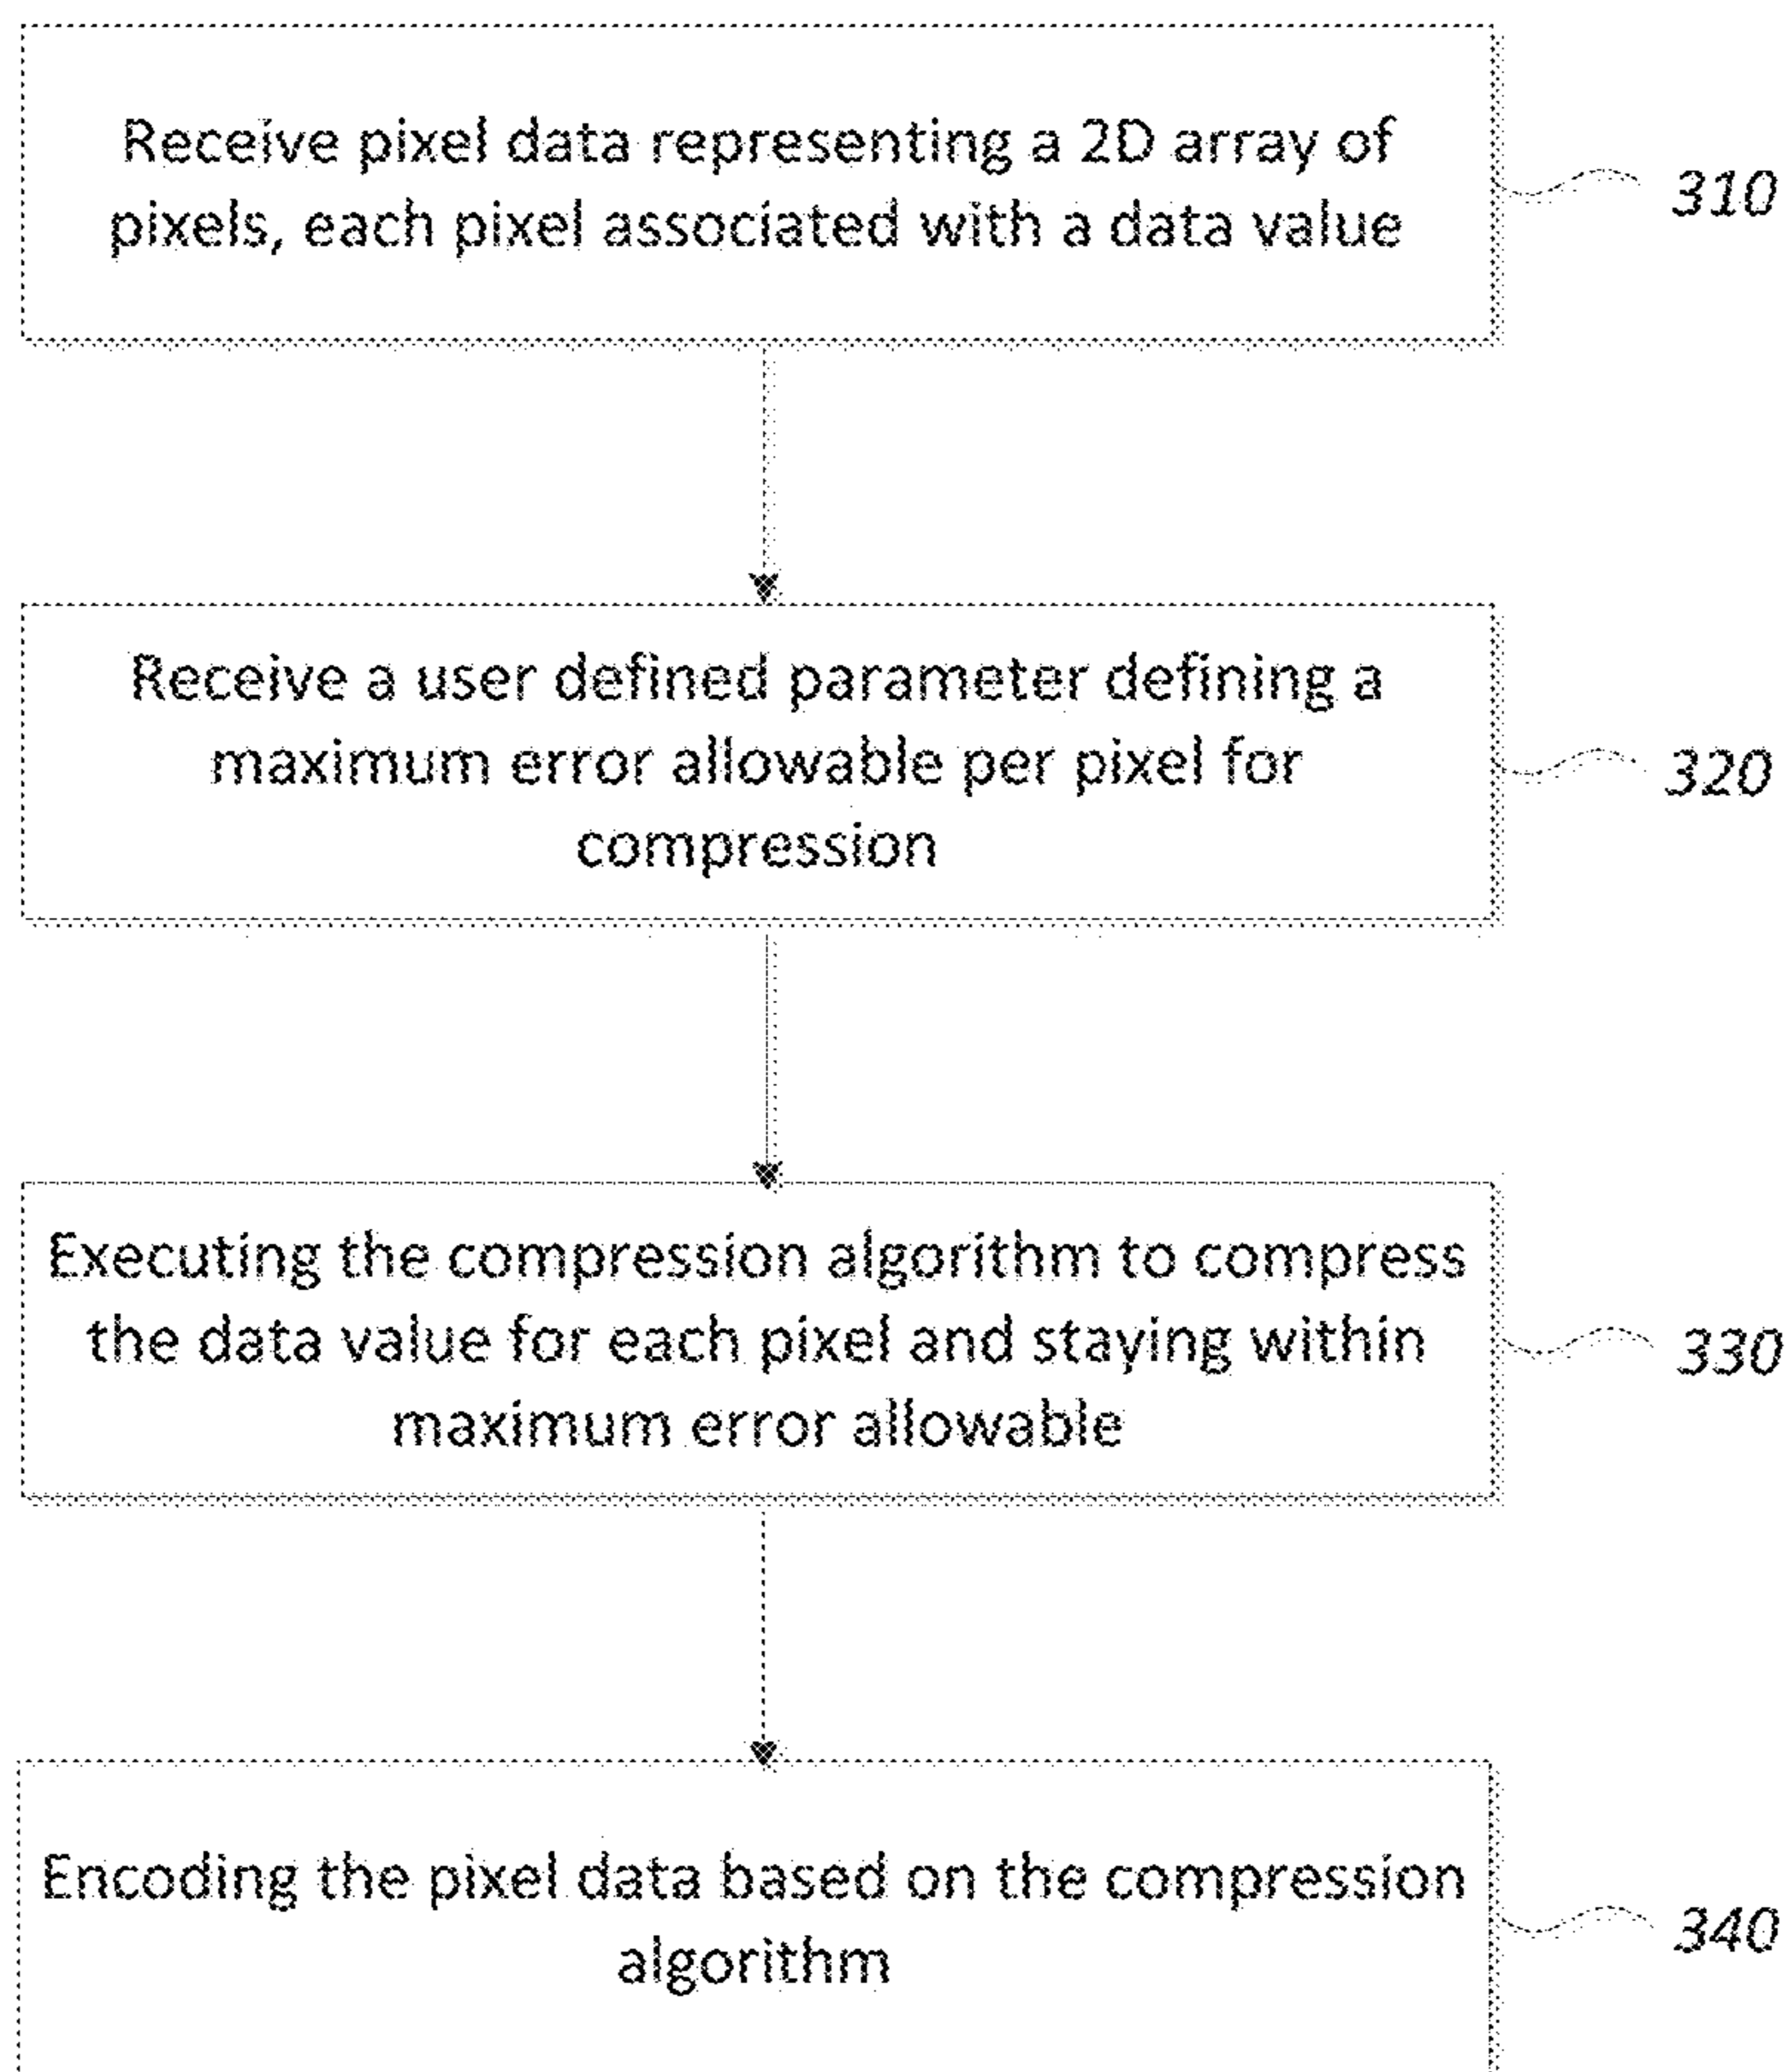 Receive pixel data representing a 2D array of
pixels, each pixel associated with a data value
310
Receive a user defined parameter defining a
maximum error allowable per pixel for
compression
320
Executing the compression algorithm to compress
the data value for each pixel and staying within
maximum error allowable
330
Encoding the pixel data based on the compression
algorithm
340